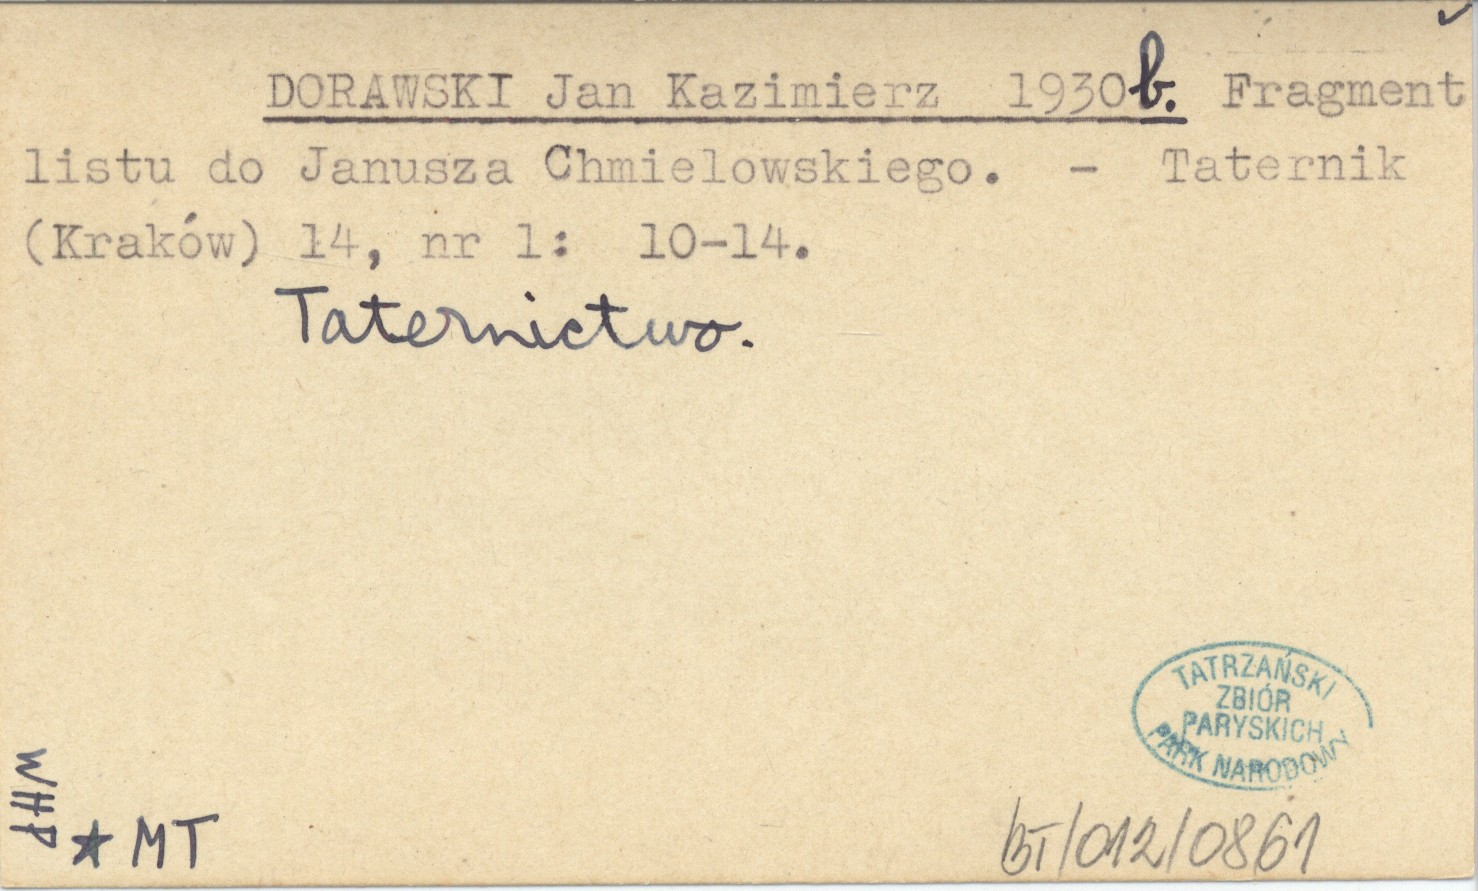 ✓
DORAWSKI Jan Kazimierz 1930b. Fragment
listu do Janusza Chmielowskiego. - Taternik
(Kraków) 14, nr 1: 10-14.
Taternictwo.
TATRZAŃSKI
ZBIÓR
PARYSKICH
PARK NARODOWY
WHP
★ MT
BT/012/0861